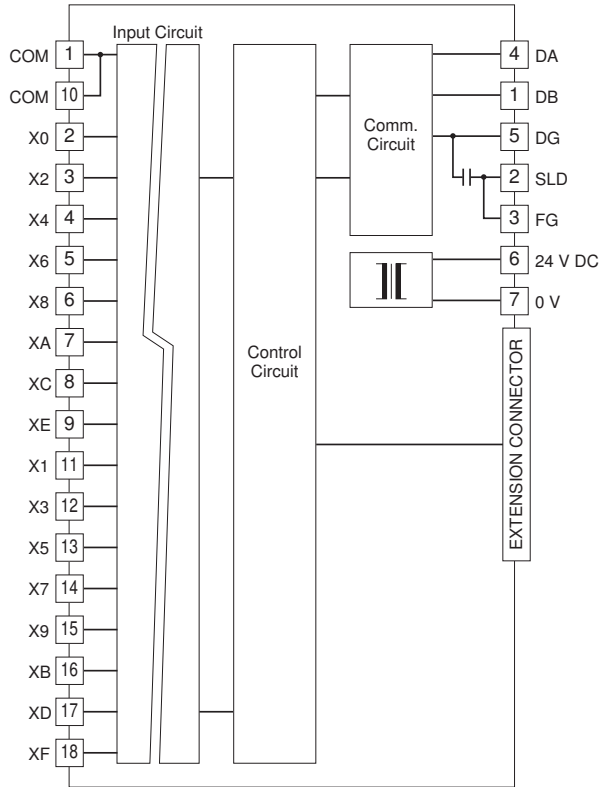 Input Circuit
COM 1
COM 10
X0 2
X2 3
X4 4
X6 5
X8 6
XA 7
XC 8
XE 9
X1 11
X3 12
X5 13
X7 14
X9 15
XB 16
XD 17
XF 18
Control
Circuit
Comm.
Circuit
4 DA
1 DB
5 DG
2 SLD
3 FG
6 24 V DC
7 0 V
EXTENSION CONNECTOR